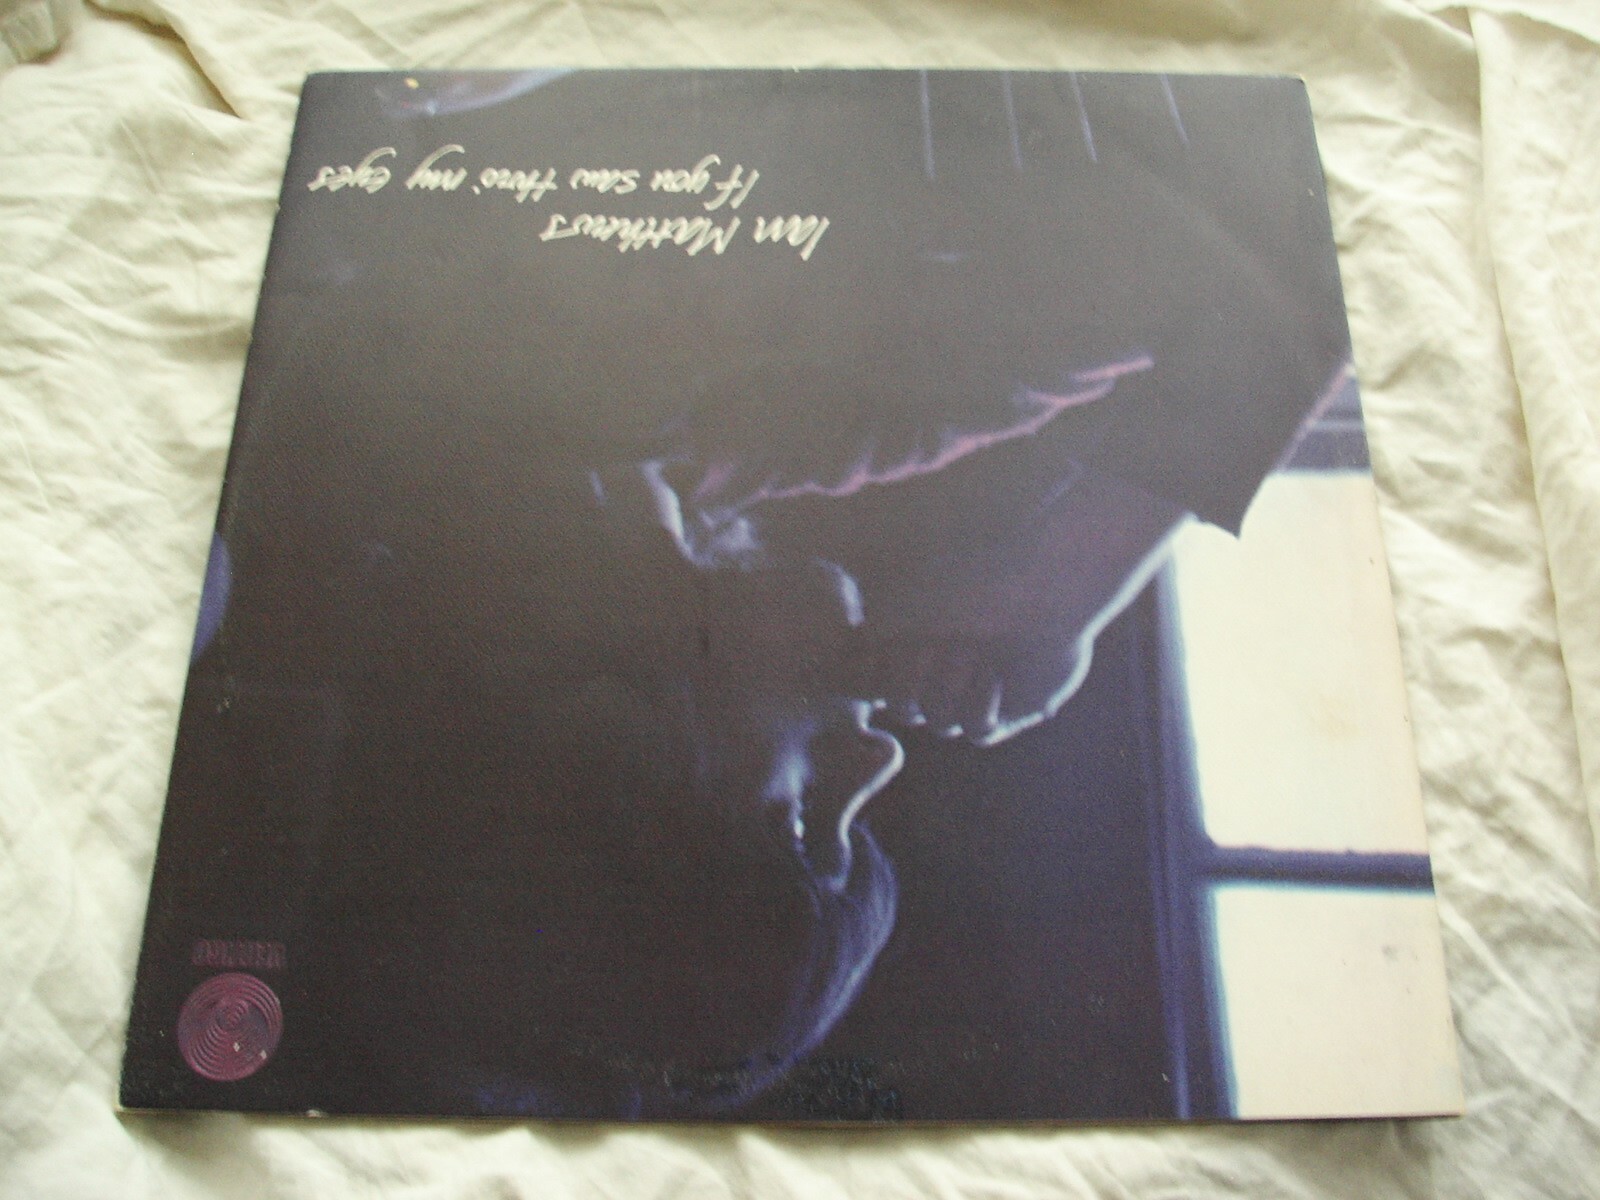 Ian Matthews
If you saw thro' my eyes